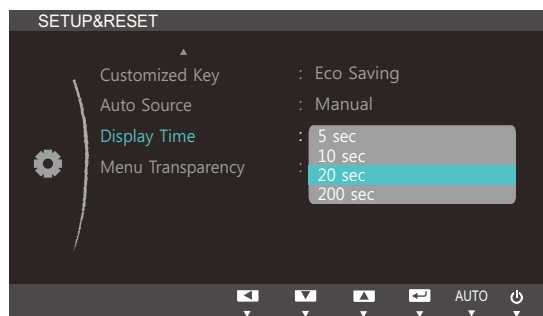 SETUP&RESET
Customized Key : Eco Saving
Auto Source : Manual
Display Time : 5 sec
10 sec
Menu Transparency : 20 sec
200 sec
AUTO